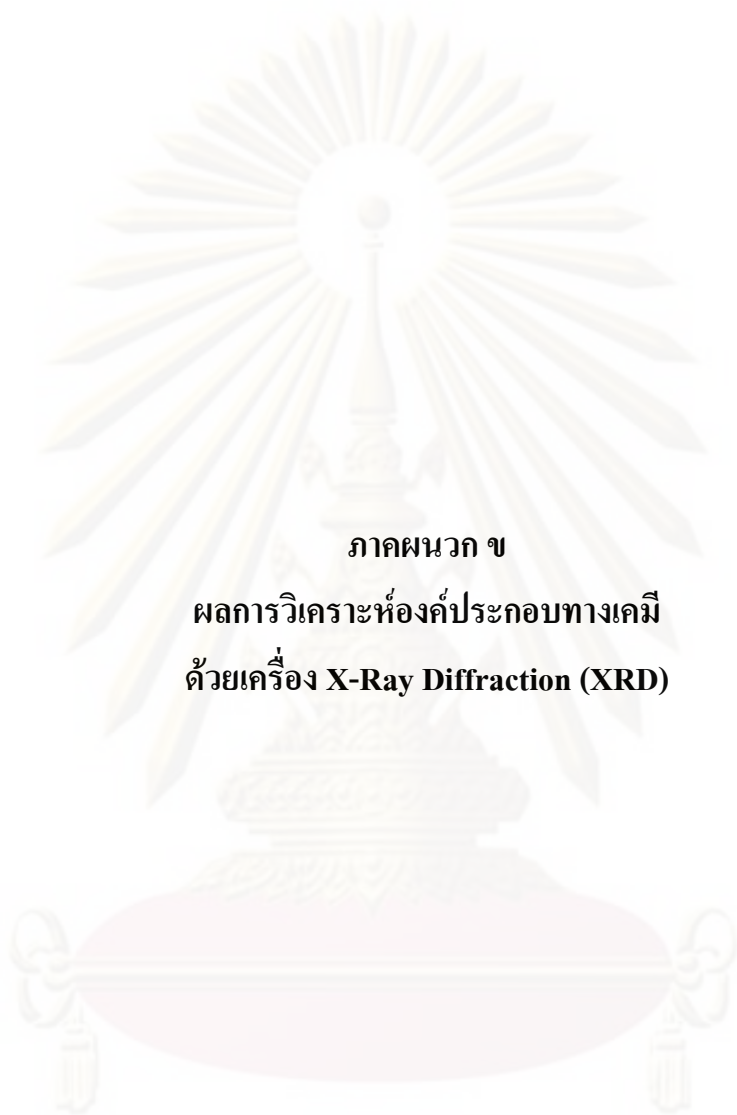 ภาคผนวก ข
ผลการวิเคราะห์องค์ประกอบทางเคมี
ด้วยเครื่อง X-Ray Diffraction (XRD)